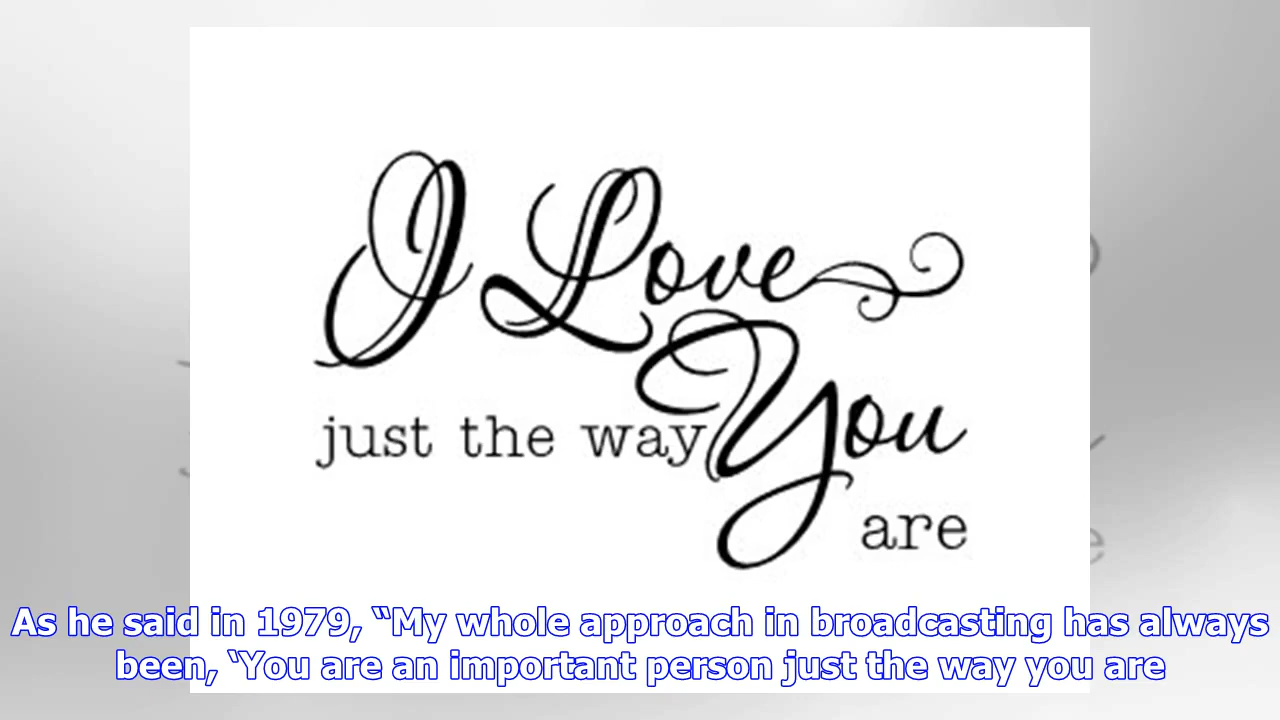 I Love
just the way You
are
As he said in 1979, “My whole approach in broadcasting has always
been, ‘You are an important person just the way you are